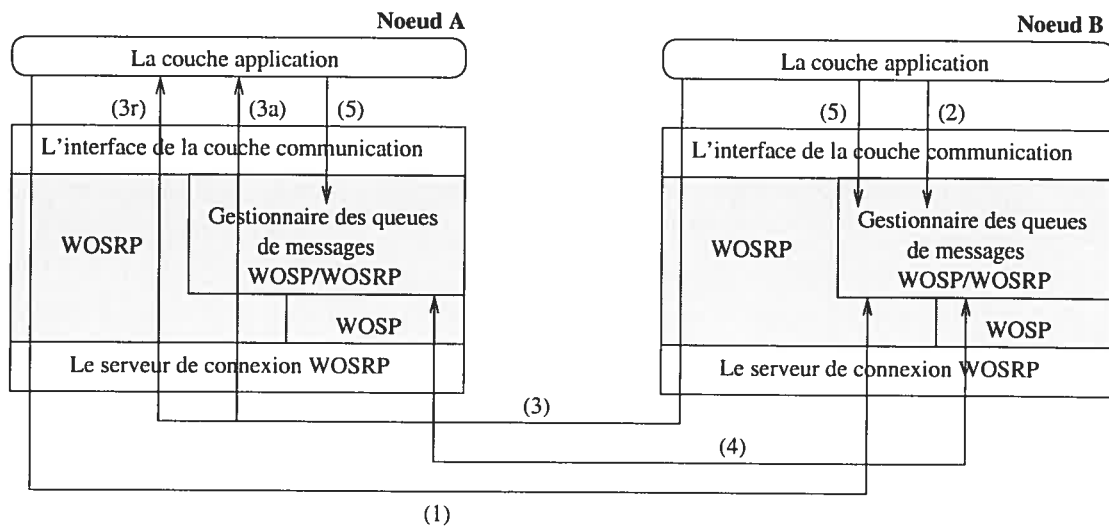 Noeud A
La couche application
(3r)
(3a)
(5)
L'interface de la couche communication
WOSRP
Gestionnaire des queues
de messages
WOSP/WOSRP
WOSP
Le serveur de connexion WOSRP
Noeud B
La couche application
(5)
(2)
L'interface de la couche communication
WOSRP
Gestionnaire des queues
de messages
WOSP/WOSRP
WOSP
Le serveur de connexion WOSRP
(3)
(4)
(1)